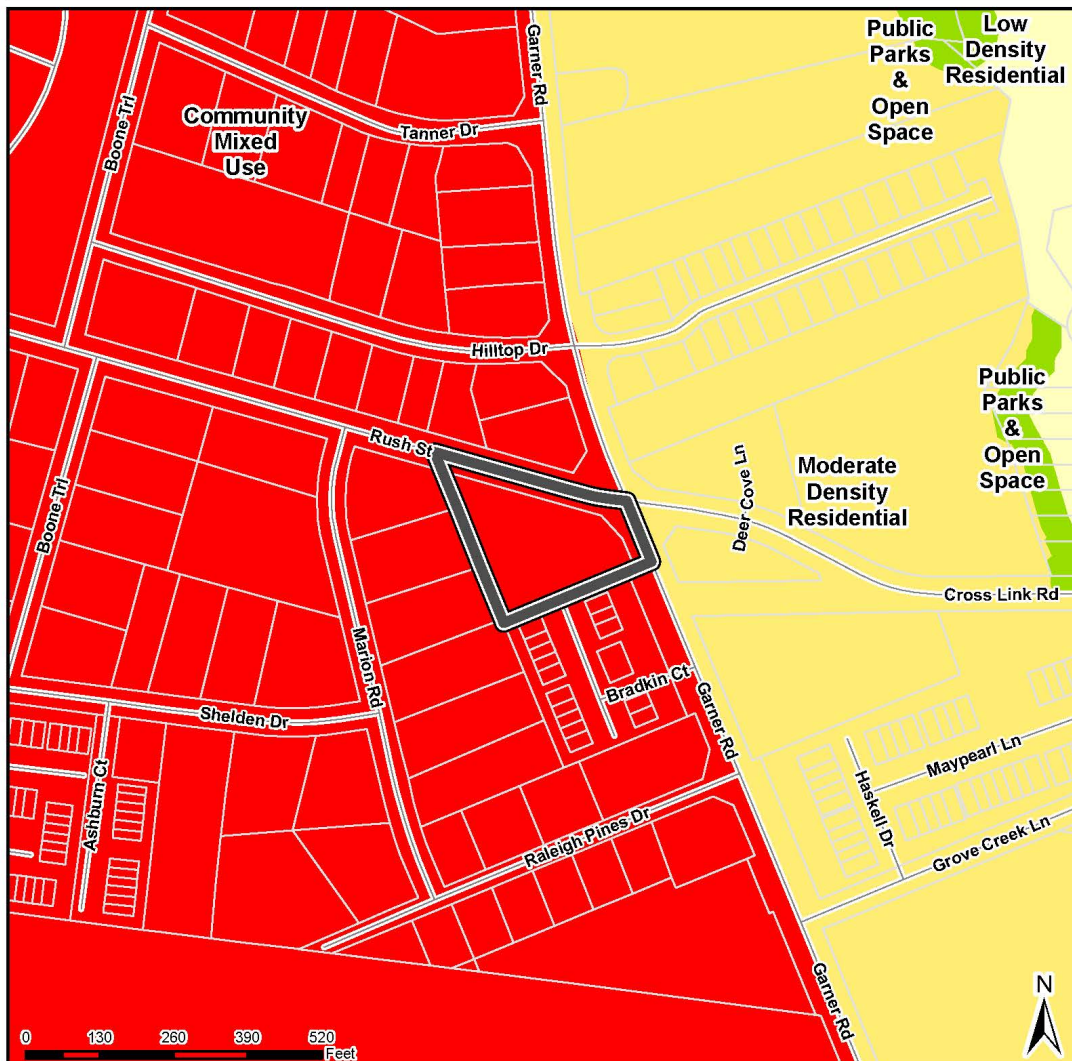 Garner Rd
Public
Parks
&
Open
Space
Low
Density
Residential
Boone Trl
Community
Mixed
Use
Tanner Dr
Hilltop Dr
Public
Parks
&
Open
Space
Rush St
Moderate
Density
Residential
Deer Cove Ln
Boone Trl
Cross Link Rd
Marion Rd
Bradkin Ct
Garner Rd
Shelden Dr
Maypearl Ln
Haskell Dr
Ashburn Ct
Raleigh Pines Dr
Grove Creek Ln
Garner Rd
N
0 130 260 390 520
Feet